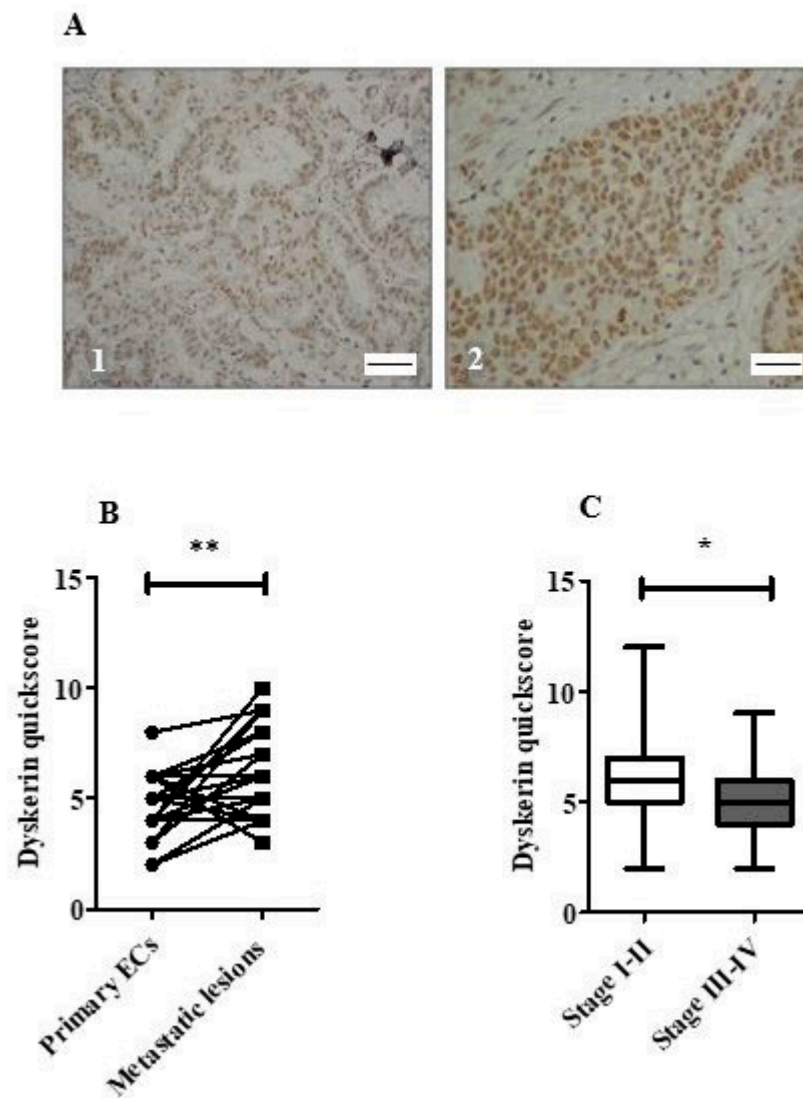 A
1
2
B
**
15
10
5
0
Dyskerin quickscore
Primary ECs
Metastatic lesions
C
*
15
10
5
0
Dyskerin quickscore
Stage I-II
Stage III-IV